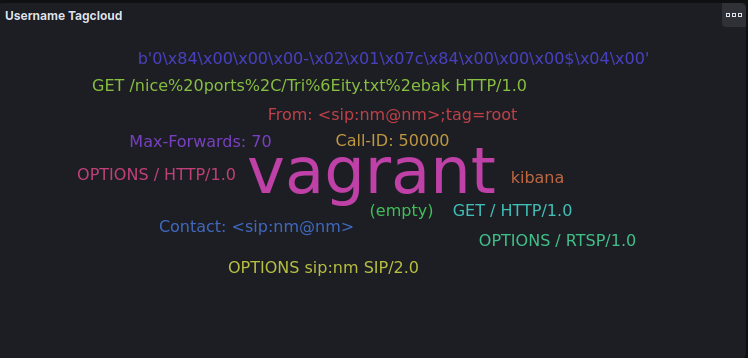 Username Tagcloud
b'0\x84\x00\x00\x00-\x02\x01\x07c\x84\x00\x00\x00$\x04\x00'
GET /nice%20ports%2C/Tri%6Eity.txt%2ebak HTTP/1.0
From: <sip:nm@nm>;tag=root
Max-Forwards: 70
Call-ID: 50000
OPTIONS / HTTP/1.0
vagrant
kibana
(empty)
GET / HTTP/1.0
Contact: <sip:nm@nm>
OPTIONS / RTSP/1.0
OPTIONS sip:nm SIP/2.0